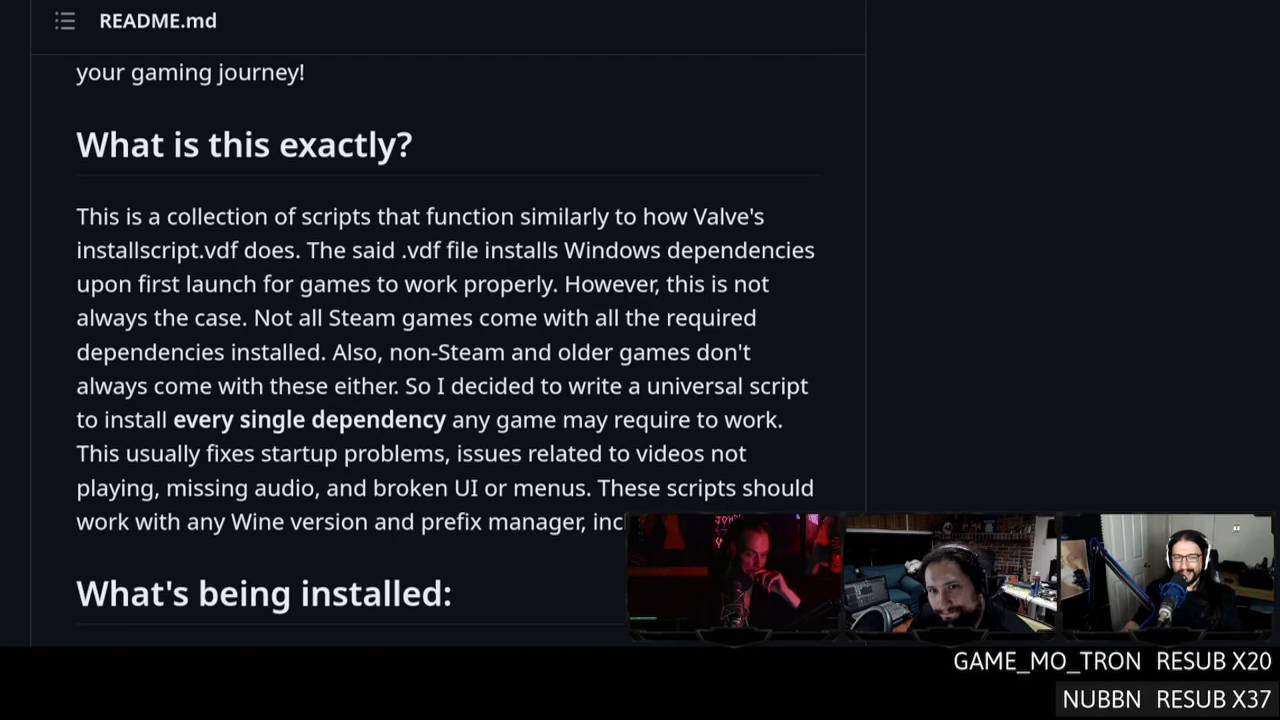 README.md
your gaming journey!
What is this exactly?
This is a collection of scripts that function similarly to how Valve's
installscript.vdf does. The said .vdf file installs Windows dependencies
upon first launch for games to work properly. However, this is not
always the case. Not all Steam games come with all the required
dependencies installed. Also, non-Steam and older games don't
always come with these either. So I decided to write a universal script
to install every single dependency any game may require to work.
This usually fixes startup problems, issues related to videos not
playing, missing audio, and broken UI or menus. These scripts should
work with any Wine version and prefix manager, inc
What's being installed:
GAME_MO_TRON RESUB X20
NUBBN RESUB X37